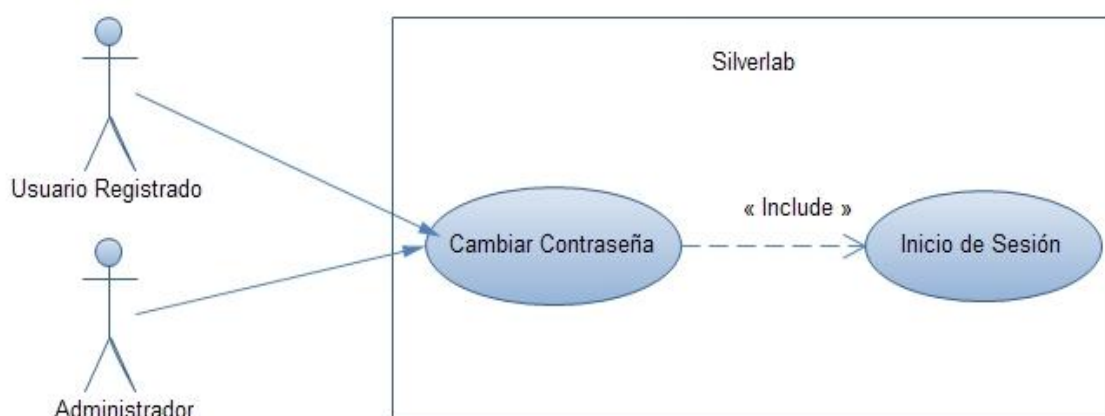 Silverlab
Usuario Registrado
Cambiar Contraseña
« Include »
Inicio de Sesión
Administrador